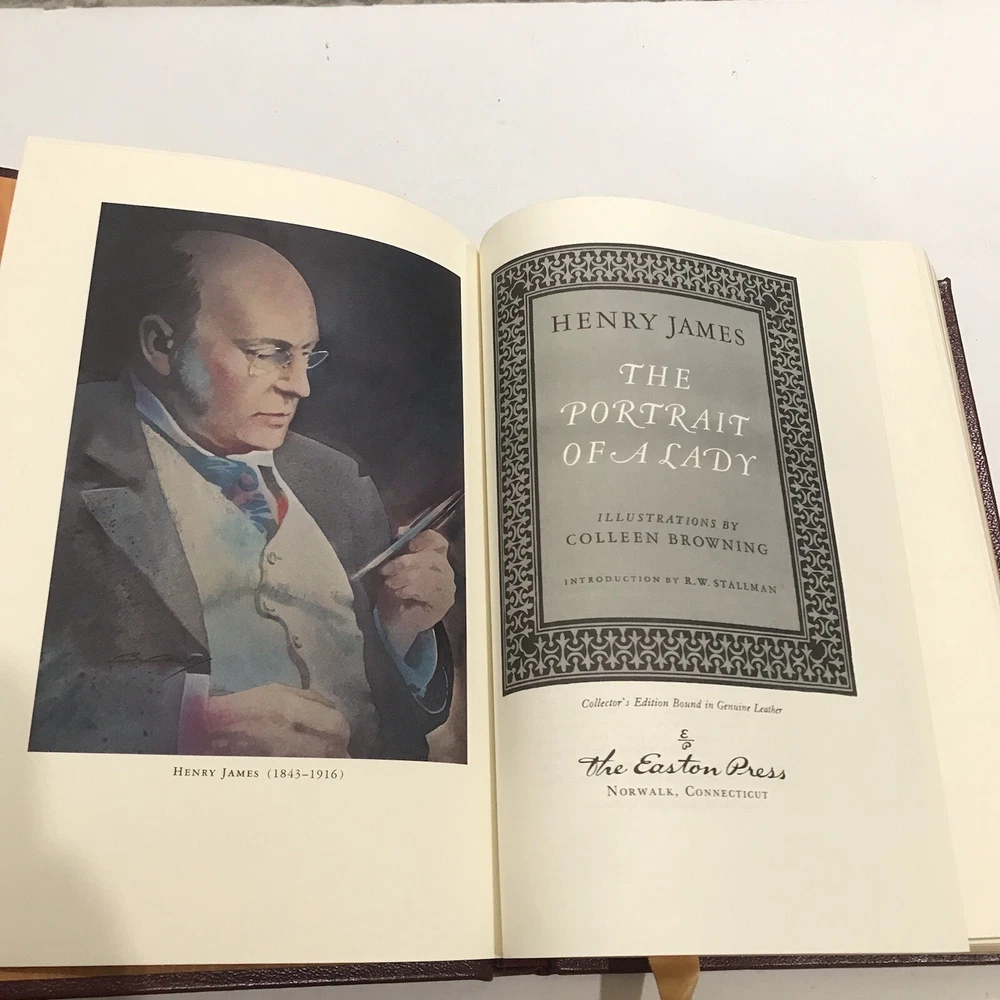 HENRY JAMES (1843–1916)
HENRY JAMES
THE
PORTRAIT
OF A LADY
ILLUSTRATIONS BY
COLLEEN BROWNING
INTRODUCTION BY R.W. STALLMAN
Collector's Edition Bound in Genuine Leather
E
P
the Easton Press
NORWALK, CONNECTICUT